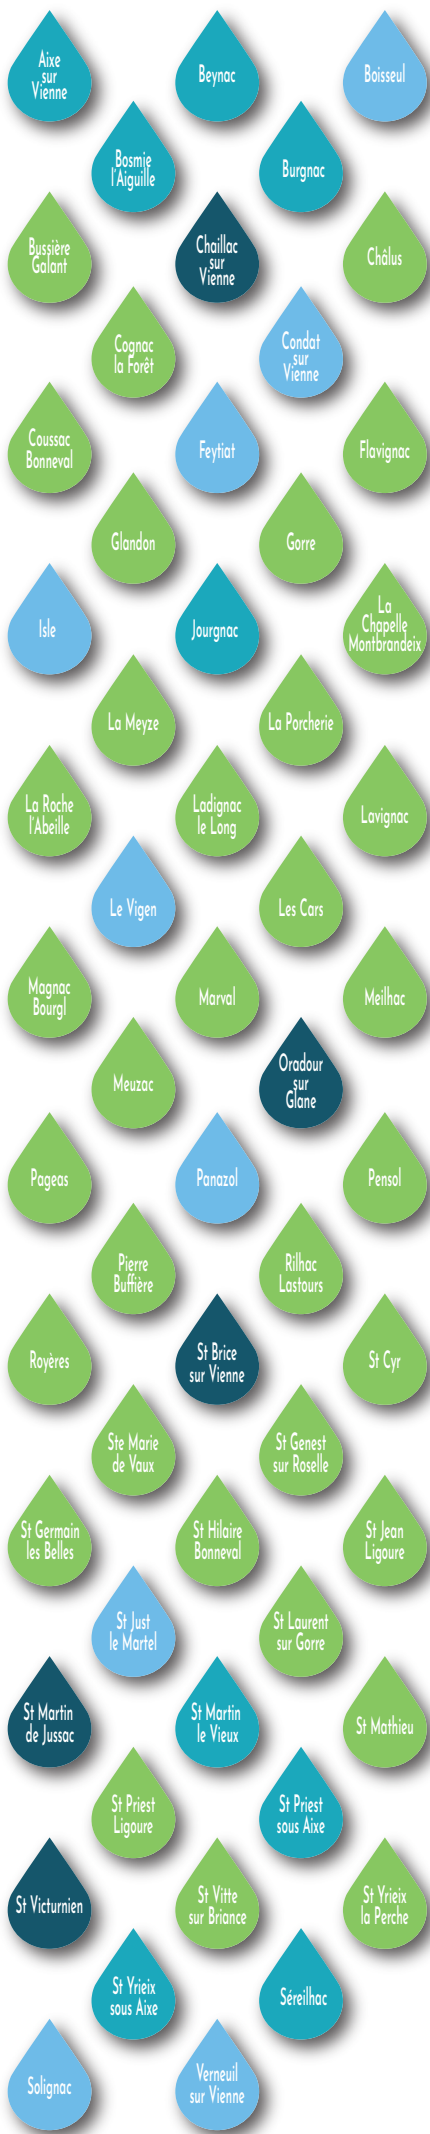 Aixe
sur
Vienne
Beynac
Boisseul
Bosmie
l'Aiguille
Burgnac
Bussière
Galant
Chaillac
sur
Vienne
Châlus
Cognac
la Forêt
Condat
sur
Vienne
Coussac
Bonneval
Feytiat
Flavignac
Glandon
Gorre
Isle
Jourgnac
La
Chapelle
Montbrandeix
La Meyze
La Porcherie
La Roche
l'Abeille
Ladignac
le Long
Lavignac
Le Vigen
Les Cars
Magnac
Bourgl
Marval
Meilhac
Meuzac
Oradour
sur
Glane
Pageas
Panazol
Pensol
Pierre
Buffière
Rilhac
Lastours
Royères
St Brice
sur Vienne
St Cyr
Ste Marie
de Vaux
St Genest
sur Roselle
St Germain
les Belles
St Hilaire
Bonneval
St Jean
Ligoure
St Just
le Martel
St Laurent
sur Gorre
St Martin
de Jussac
St Martin
le Vieux
St Mathieu
St Priest
Ligoure
St Priest
sous Aixe
St Victurnien
St Vitte
sur Briance
St Yrieix
la Perche
St Yrieix
sous Aixe
Séreilhac
Solignac
Verneuil
sur Vienne